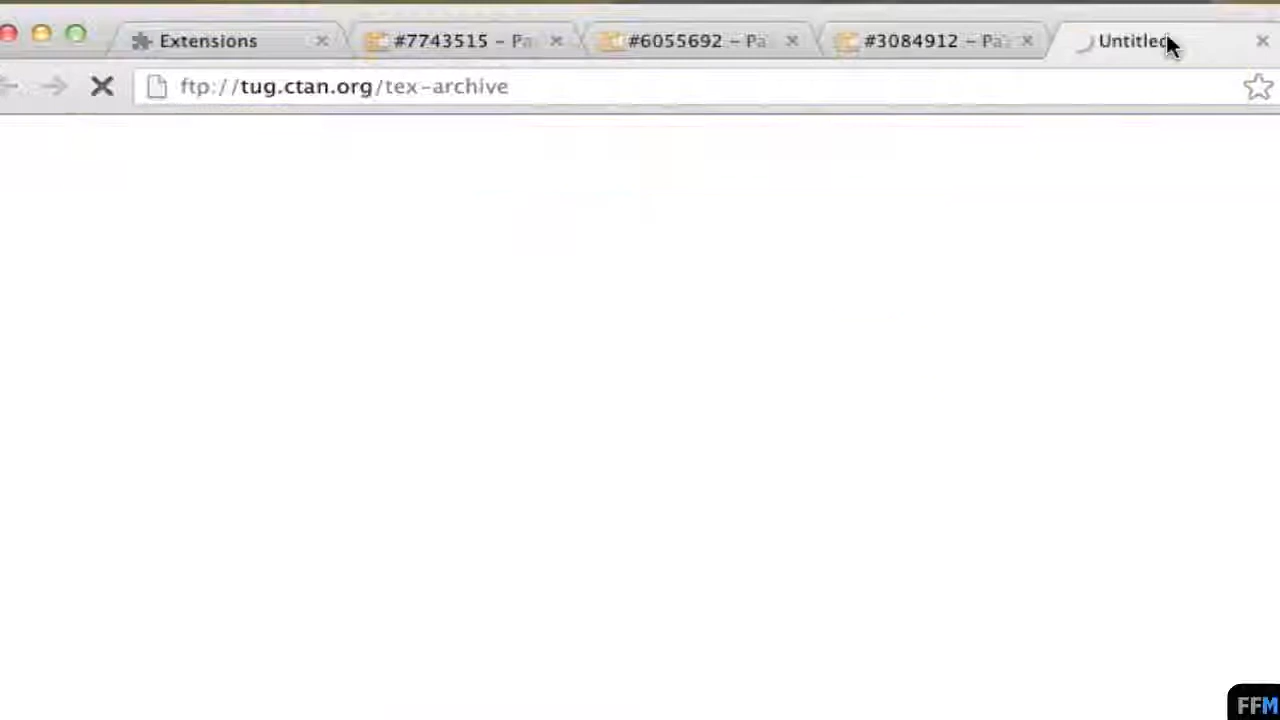 Extensions #7743515 – Pa #6055692 – Pa #3084912 – Pa Untitled
ftp://tug.ctan.org/tex-archive
FFM